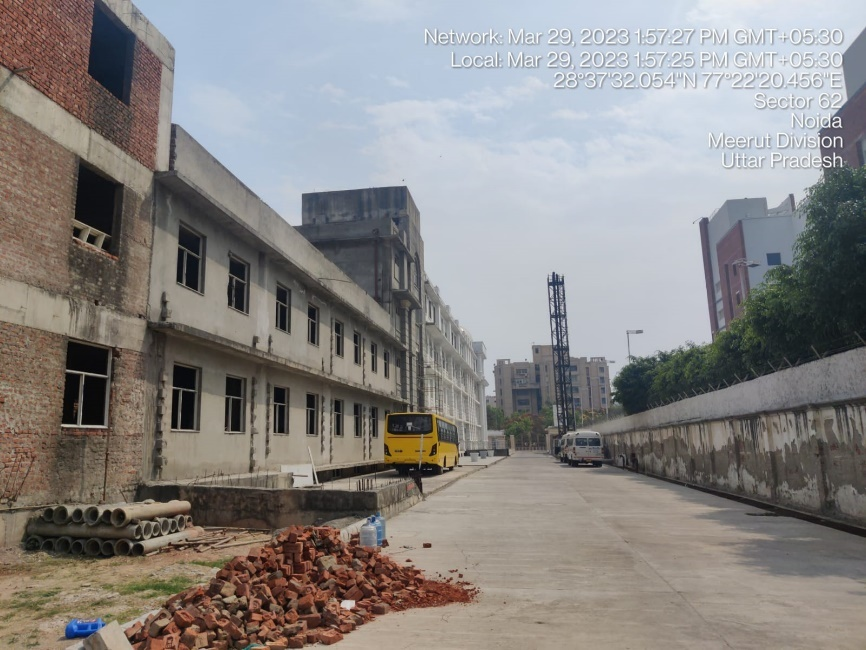 Network: Mar 29, 2023 1:57:27 PM GMT+05:30
Local: Mar 29, 2023 1:57:25 PM GMT+05:30
28°37'32.054"N 77°22'20.456"E
Sector 62
Noida
Meerut Division
Uttar Pradesh